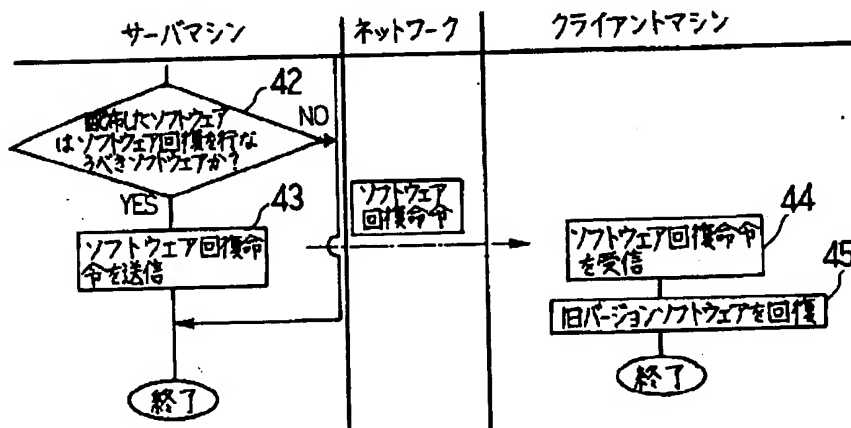 サーバマシン
ネットワーク
クライアントマシン
42
配布したソフトウェア
はソフトウェア回復を行な
うべきソフトウェアか?
NO
YES
43
ソフトウェア回復命
令を送信
ソフトウェア
回復命令
44
ソフトウェア回復命令
を受信
45
旧バージョンソフトウェアを回復
終了
終了